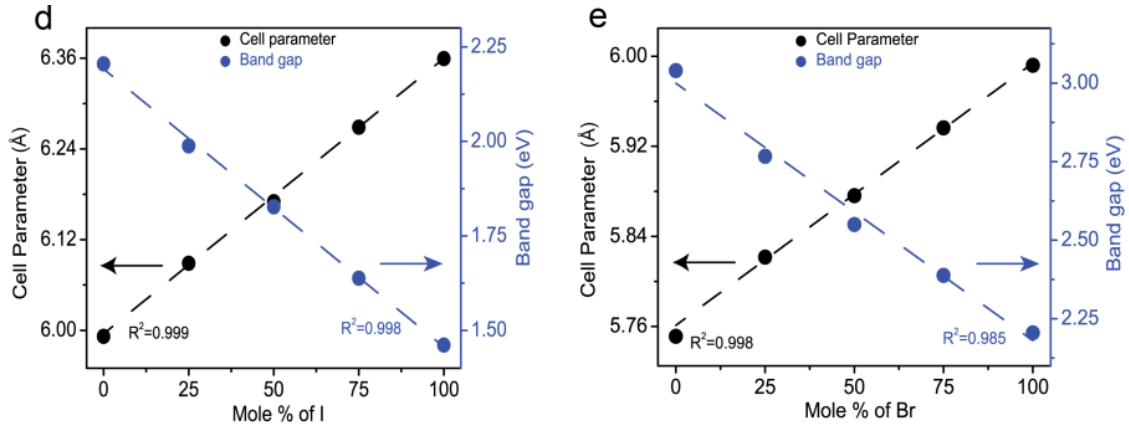 d
Cell parameter
Band gap
6.36
6.24
6.12
6.00
Cell Parameter (Å)
2.25
2.00
1.75
1.50
Band gap (eV)
R²=0.999
R²=0.998
0 25 50 75 100
Mole % of I
e
Cell Parameter
Band gap
6.00
5.92
5.84
5.76
Cell Parameter (Å)
3.00
2.75
2.50
2.25
Band gap (eV)
R²=0.998
R²=0.985
0 25 50 75 100
Mole % of Br